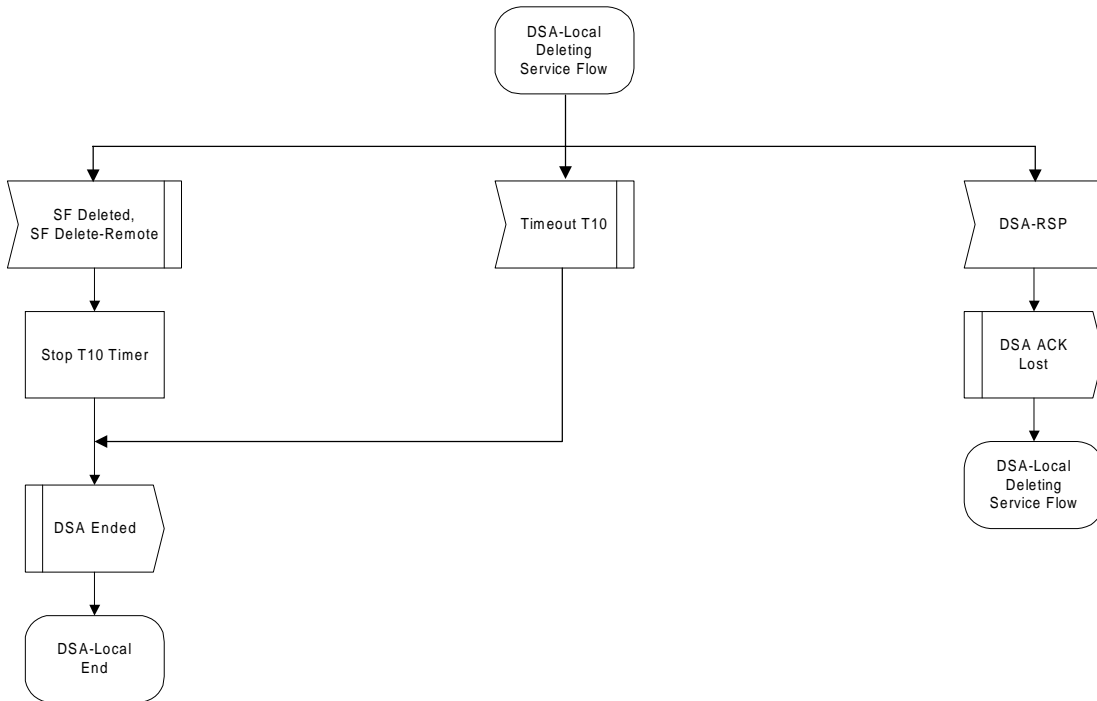 DSA-Local
Deleting
Service Flow
SF Deleted,
SF Delete-Remote
Timeout T10
DSA-RSP
Stop T10 Timer
DSA ACK
Lost
DSA-Local
Deleting
Service Flow
DSA Ended
DSA-Local
End